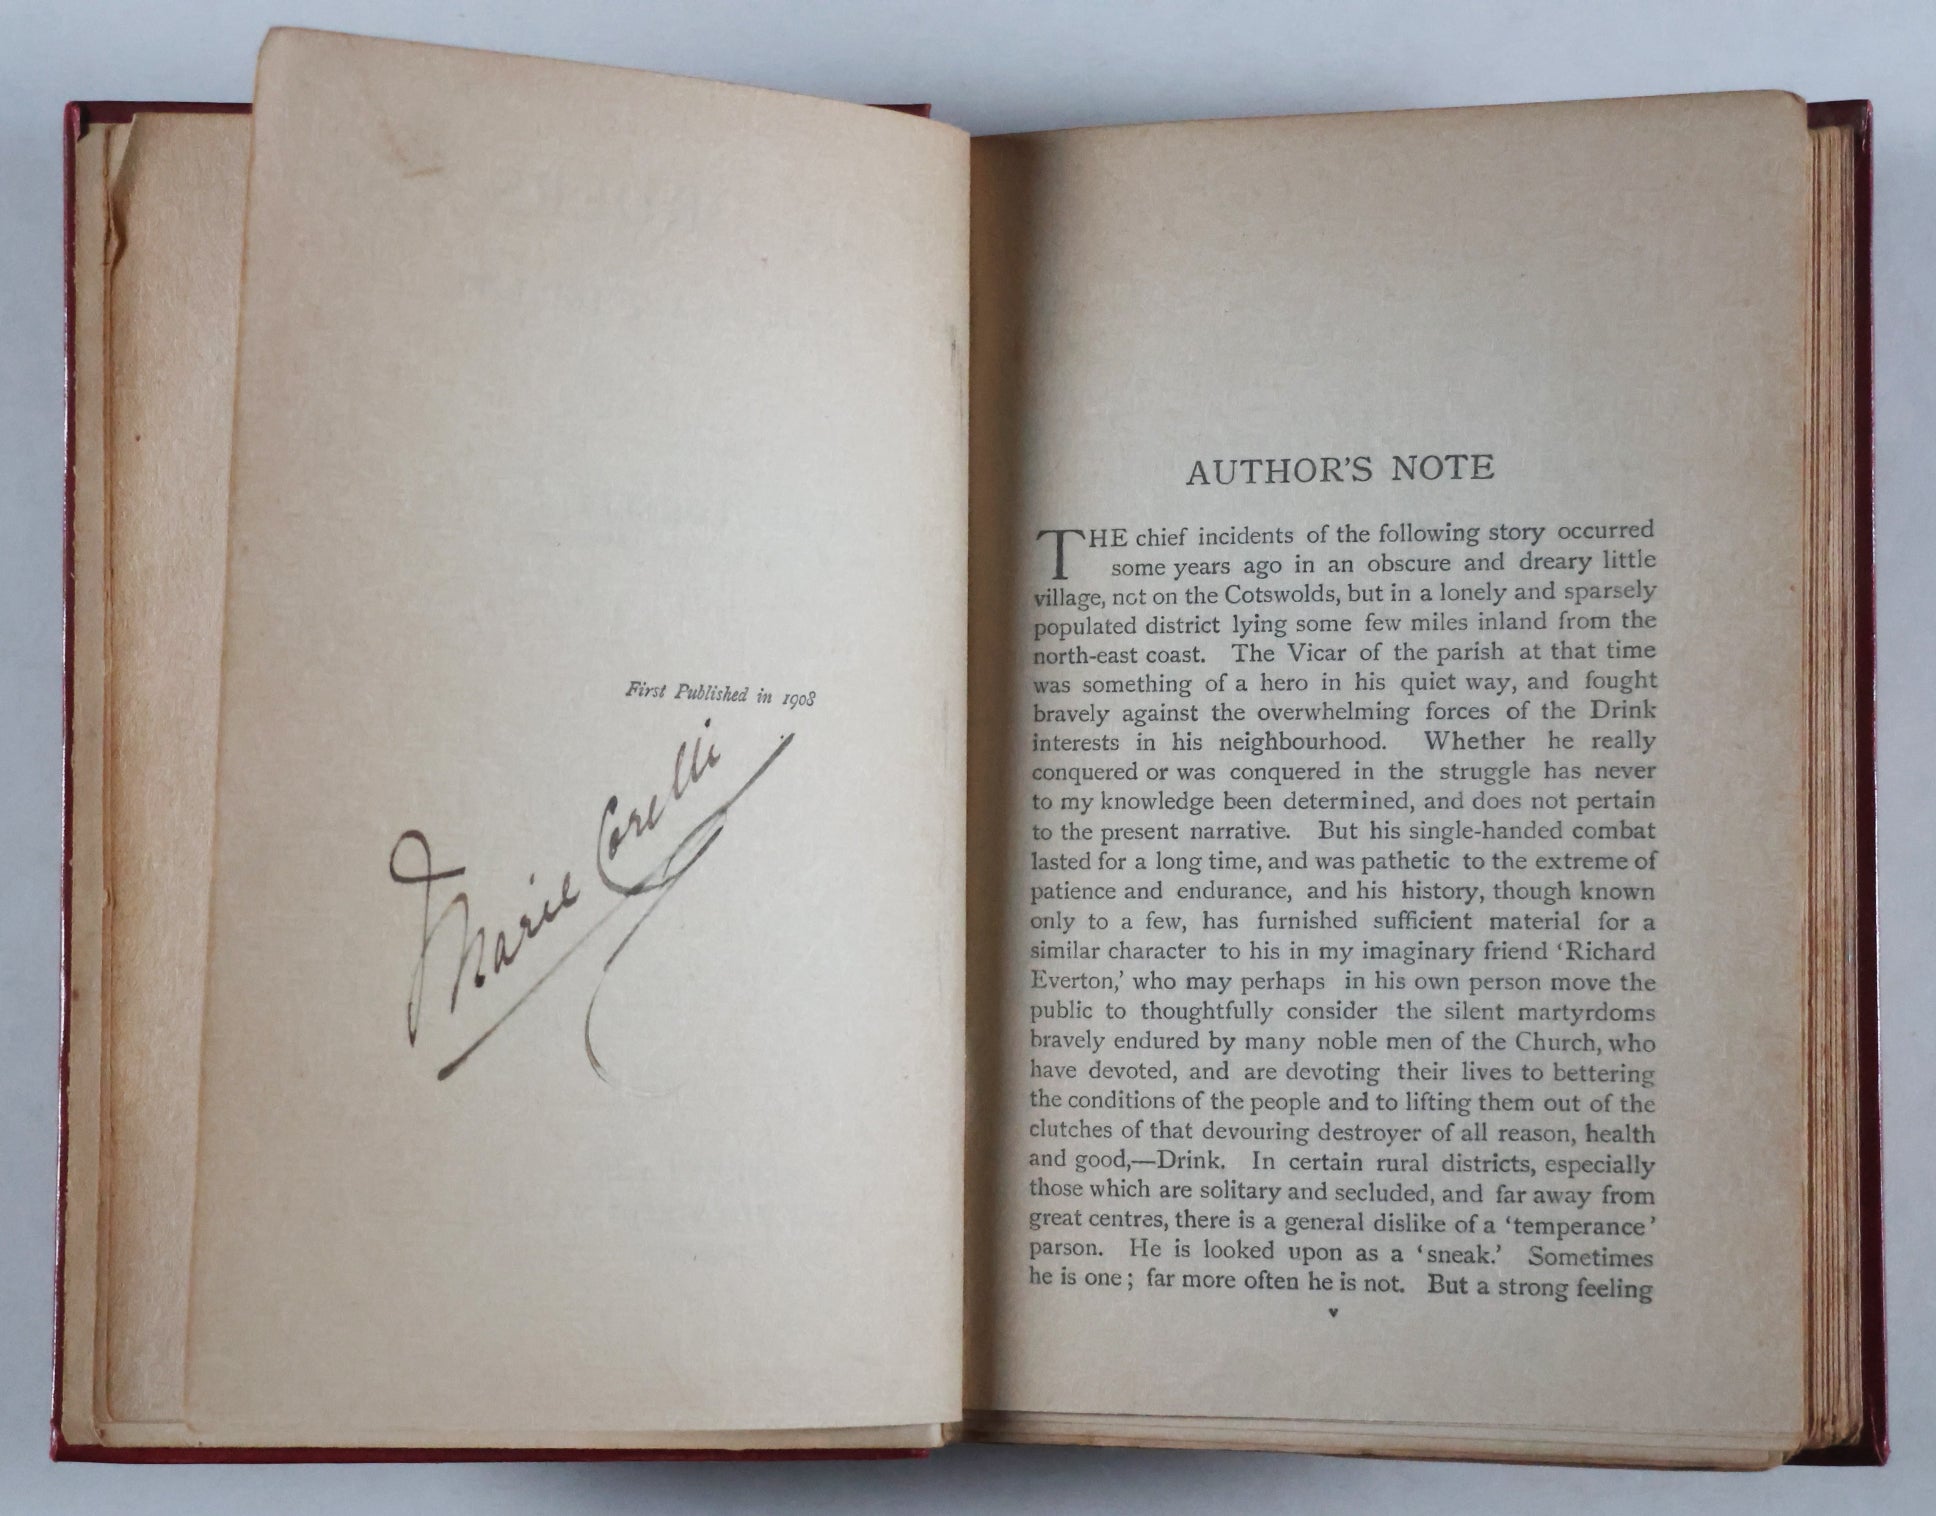 First Published in 1908
Marie Corelli
AUTHOR'S NOTE
THE chief incidents of the following story occurred
some years ago in an obscure and dreary little
village, not on the Cotswolds, but in a lonely and sparsely
populated district lying some few miles inland from the
north-east coast. The Vicar of the parish at that time
was something of a hero in his quiet way, and fought
bravely against the overwhelming forces of the Drink
interests in his neighbourhood. Whether he really
conquered or was conquered in the struggle has never
to my knowledge been determined, and does not pertain
to the present narrative. But his single-handed combat
lasted for a long time, and was pathetic to the extreme of
patience and endurance, and his history, though known
only to a few, has furnished sufficient material for a
similar character to his in my imaginary friend ‘Richard
Everton,’ who may perhaps in his own person move the
public to thoughtfully consider the silent martyrdoms
bravely endured by many noble men of the Church, who
have devoted, and are devoting their lives to bettering
the conditions of the people and to lifting them out of the
clutches of that devouring destroyer of all reason, health
and good,—Drink. In certain rural districts, especially
those which are solitary and secluded, and far away from
great centres, there is a general dislike of a ‘temperance’
parson. He is looked upon as a ‘sneak.’ Sometimes
he is one; far more often he is not. But a strong feeling
v